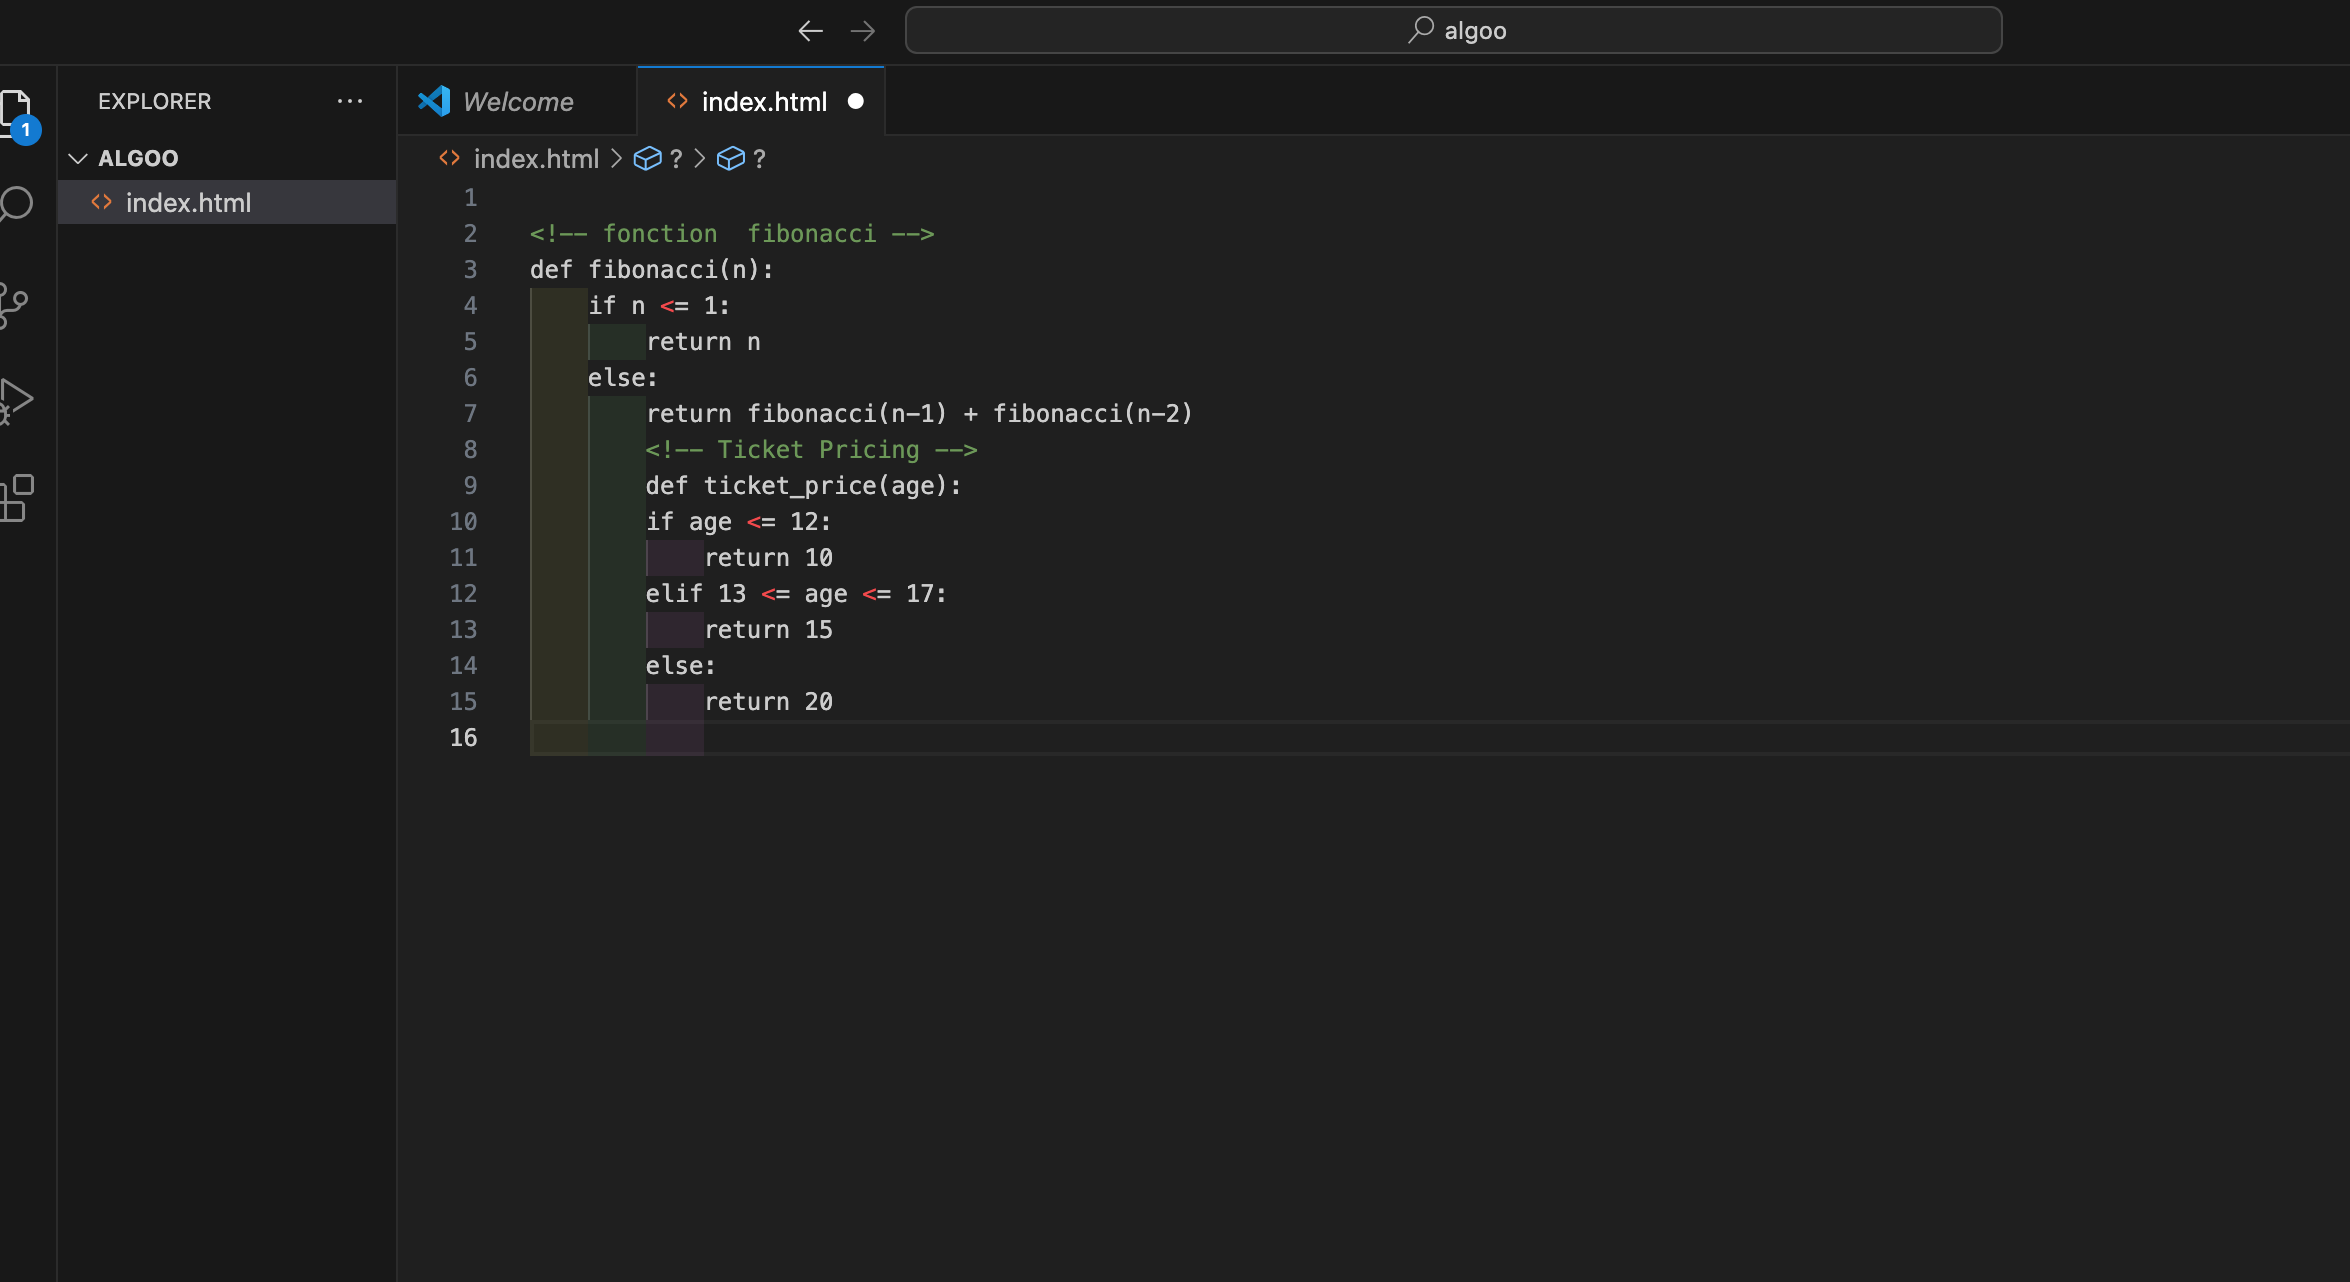 algoo
EXPLORER
Welcome
index.html
1
ALGOO
index.html
index.html > ? > ?
1
2 <!-- fonction  fibonacci -->
3 def fibonacci(n):
4     if n <= 1:
5         return n
6     else:
7         return fibonacci(n-1) + fibonacci(n-2)
8         <!-- Ticket Pricing -->
9         def ticket_price(age):
10         if age <= 12:
11             return 10
12         elif 13 <= age <= 17:
13             return 15
14         else:
15             return 20
16